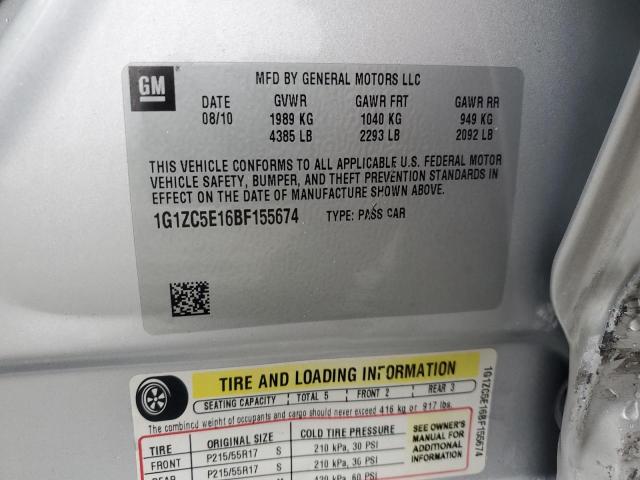 GM
MFD BY GENERAL MOTORS LLC
DATE GVWR GAWR FRT GAWR RR
08/10 1989 KG 1040 KG 949 KG
4385 LB 2293 LB 2092 LB
THIS VEHICLE CONFORMS TO ALL APPLICABLE U.S. FEDERAL MOTOR
VEHICLE SAFETY, BUMPER, AND THEFT PREVENTION STANDARDS IN
EFFECT ON THE DATE OF MANUFACTURE SHOWN ABOVE.
1G1ZC5E16BF155674 TYPE: PASS CAR
TIRE AND LOADING INFORMATION
SEATING CAPACITY TOTAL 5 FRONT 2 REAR 3
The combined weight of occupants and cargo should never exceed 416 kg or 917 lbs.
TIRE ORIGINAL SIZE COLD TIRE PRESSURE
FRONT P215/55R17 S 210 kPa, 30 PSI
P215/55R17 S 210 kPa, 30 PSI
420 kPa, 60 PSI
SEE OWNER'S
MANUAL FOR
ADDITIONAL
INFORMATION
1G1ZC5E16BF155674